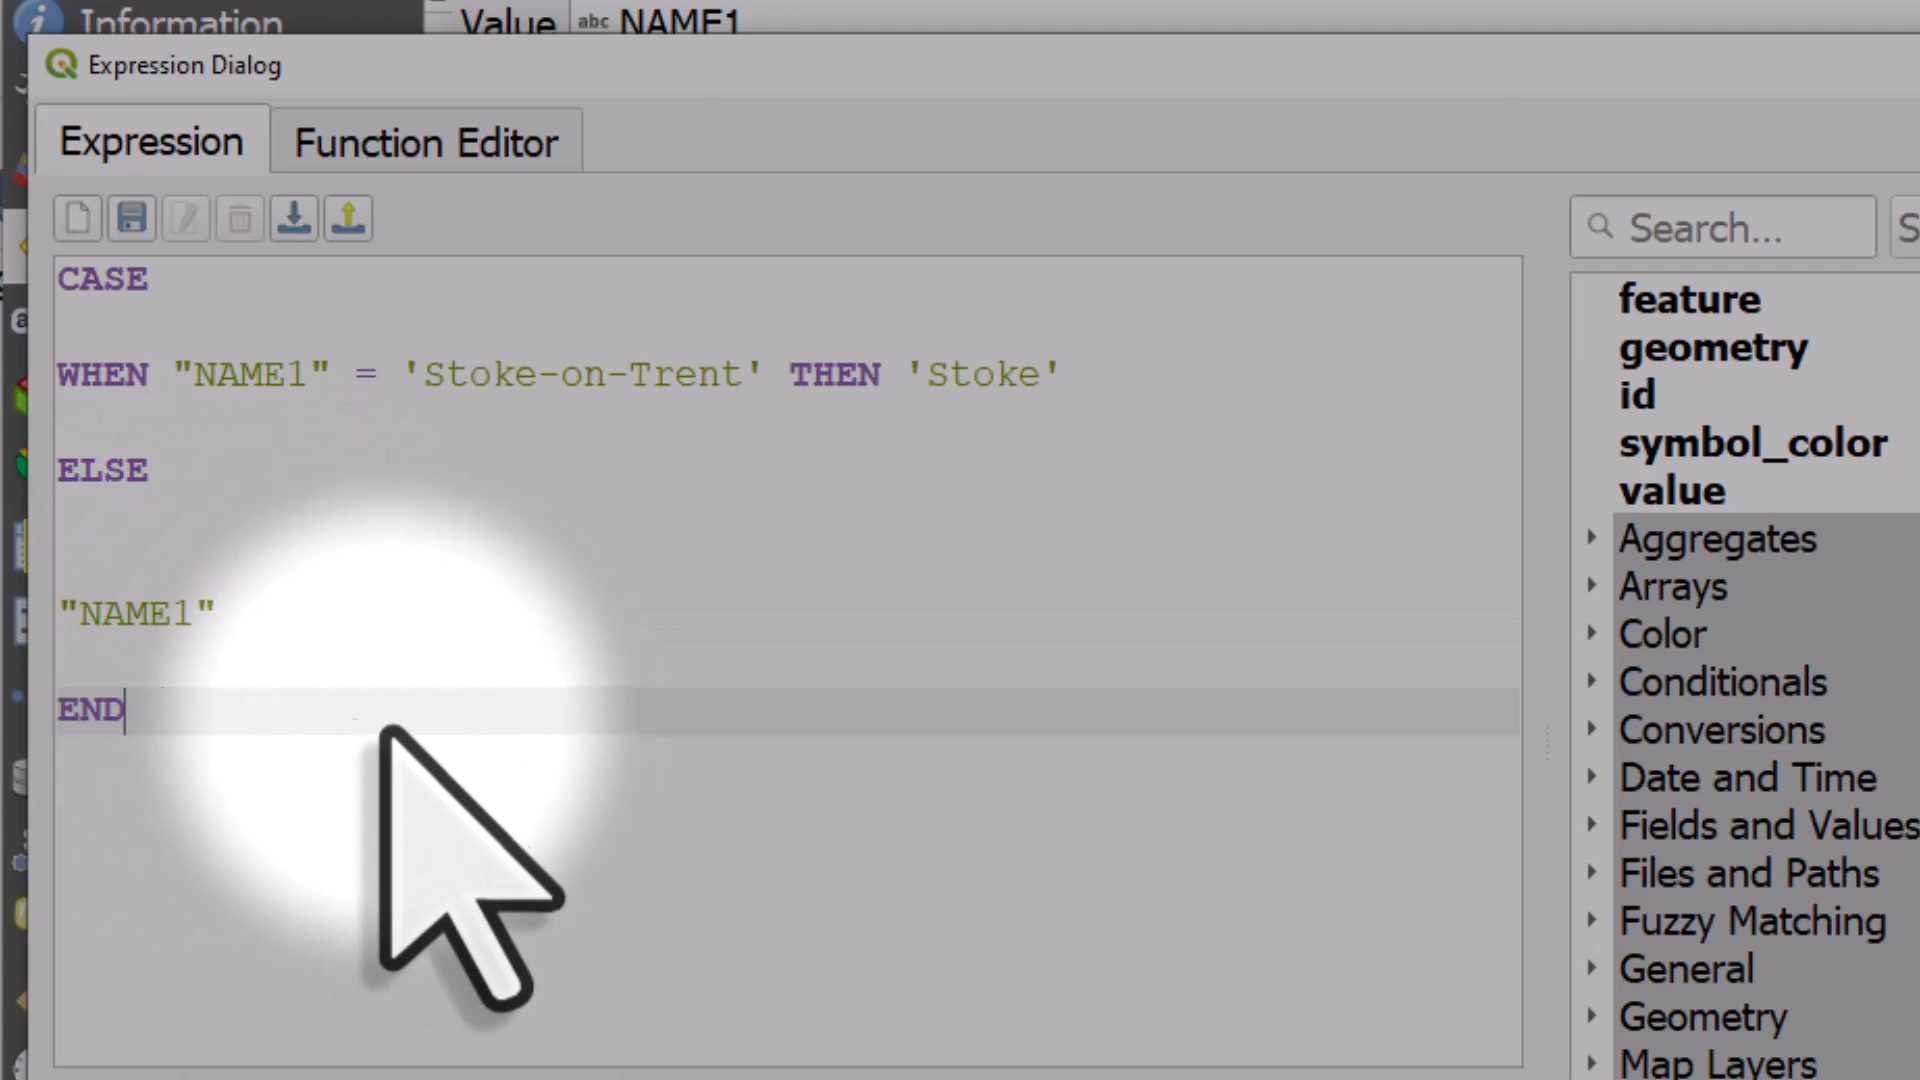 Information
Value abc NAME1
Expression Dialog
Expression
Function Editor
Search...
CASE
WHEN "NAME1" = 'Stoke-on-Trent' THEN 'Stoke'
ELSE
"NAME1"
END
feature
geometry
id
symbol_color
value
Aggregates
Arrays
Color
Conditionals
Conversions
Date and Time
Fields and Values
Files and Paths
Fuzzy Matching
General
Geometry
Map Layers